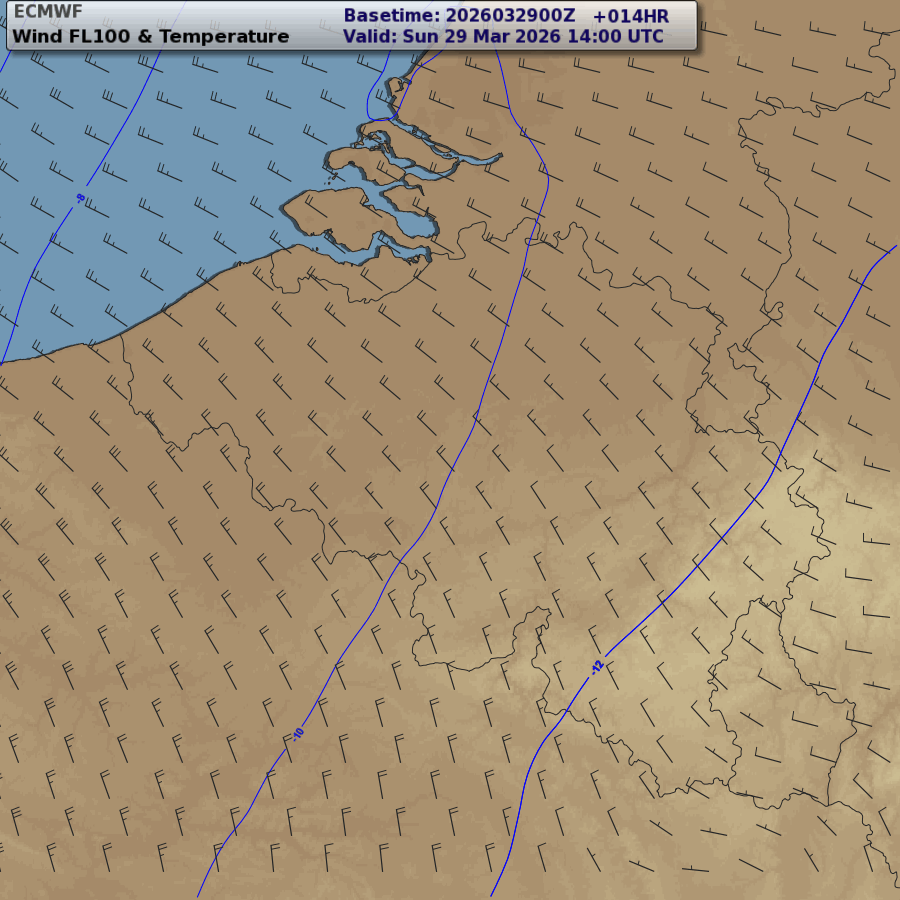 ECMWF
Basetime: 2026032900Z +014HR
Wind FL100 & Temperature
Valid: Sun 29 Mar 2026 14:00 UTC
-8
-12
-10